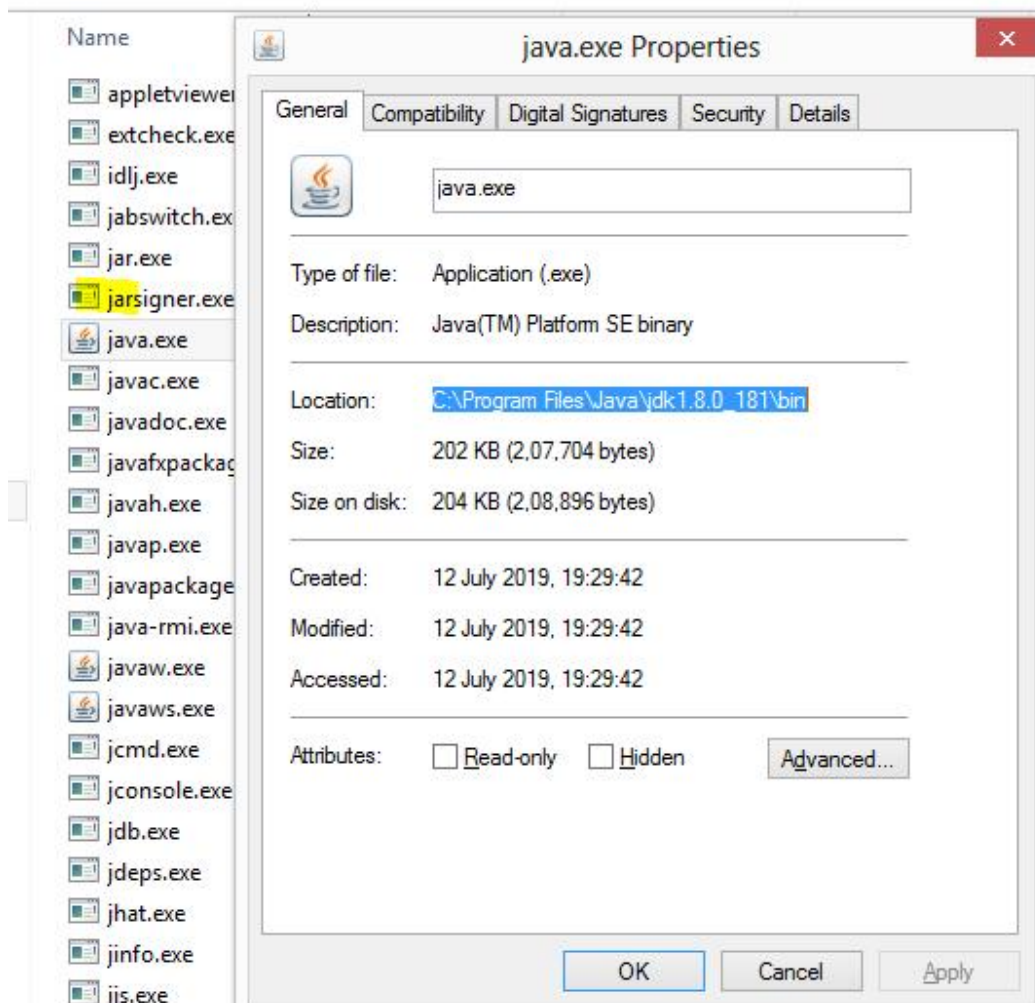 Name
appletviewer
extcheck.exe
idlj.exe
jabswitch.ex
jar.exe
jarsigner.exe
java.exe
javac.exe
javadoc.exe
javafxpackag
javah.exe
javap.exe
javapackage
java-rmi.exe
javaw.exe
javaws.exe
jcmd.exe
jconsole.exe
jdb.exe
jdeps.exe
jhat.exe
jinfo.exe
java.exe Properties
General Compatibility Digital Signatures Security Details
java.exe
Type of file: Application (.exe)
Description: Java(TM) Platform SE binary
Location: C:\Program Files\Java\jdk1.8.0_181\bin
Size: 202 KB (2,07,704 bytes)
Size on disk: 204 KB (2,08,896 bytes)
Created: 12 July 2019, 19:29:42
Modified: 12 July 2019, 19:29:42
Accessed: 12 July 2019, 19:29:42
Attributes: Read-only Hidden Advanced...
OK Cancel Apply